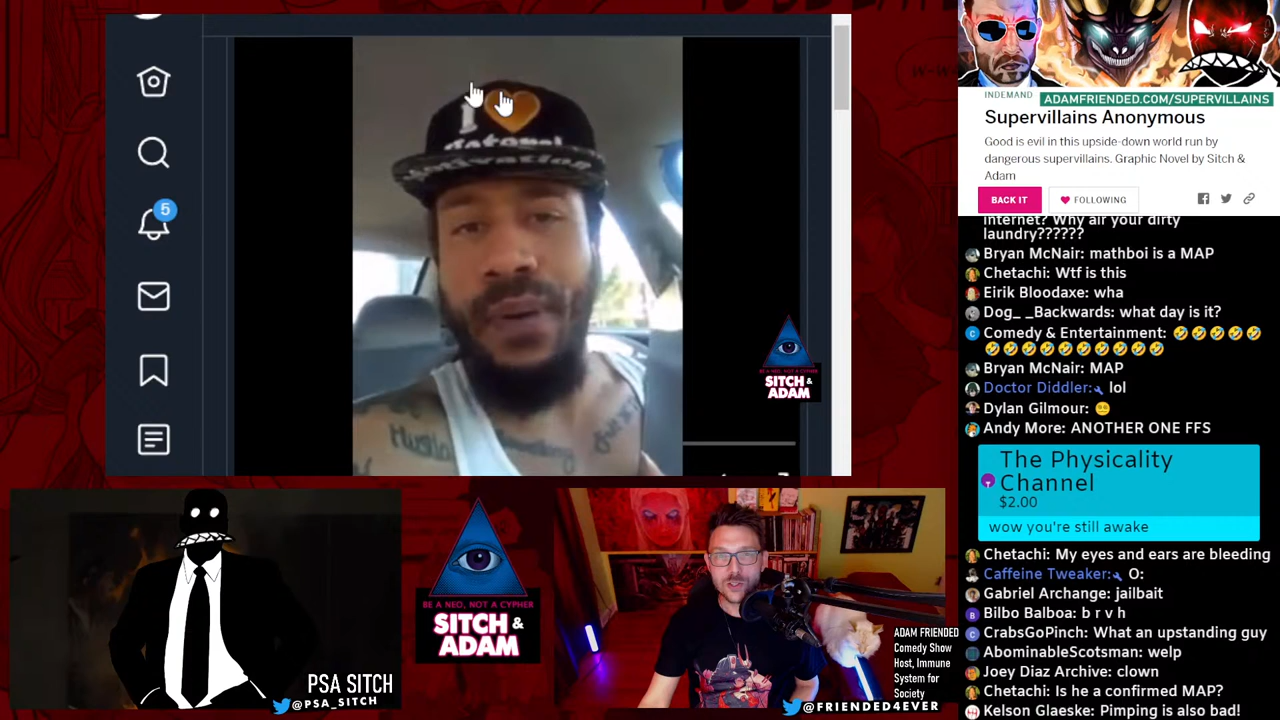 5
I
Eternal
Motivation
BE A NEO, NOT A CYPHER
SITCH &
ADAM
PSA SITCH
@PSA_SITCH
BE A NEO, NOT A CYPHER
SITCH &
ADAM
ADAM FRIENDED
Comedy Show
Host, Immune
System for
Society
@FRIENDED4EVER
INDEMAND
ADAMFRIENDED.COM/SUPERVILLAINS
Supervillains Anonymous
Good is evil in this upside-down world run by
dangerous supervillains. Graphic Novel by Sitch &
Adam
BACK IT
FOLLOWING
internet? Why air your dirty
laundry??????
Bryan McNair: mathboi is a MAP
Chetachi: Wtf is this
Eirik Bloodaxe: wha
Dog_ _Backwards: what day is it?
Comedy & Entertainment: 🤣🤣🤣🤣🤣
🤣🤣🤣🤣🤣🤣🤣🤣🤣🤣
Bryan McNair: MAP
Doctor Diddler: lol
Dylan Gilmour: 😵‍💫
Andy More: ANOTHER ONE FFS
The Physicality
Channel
$2.00
wow you're still awake
Chetachi: My eyes and ears are bleeding
Caffeine Tweaker: O:
Gabriel Archange: jailbait
Bilbo Balboa: b r v h
CrabsGoPinch: What an upstanding guy
AbominableScotsman: welp
Joey Diaz Archive: clown
Chetachi: Is he a confirmed MAP?
Kelson Glaeske: Pimping is also bad!